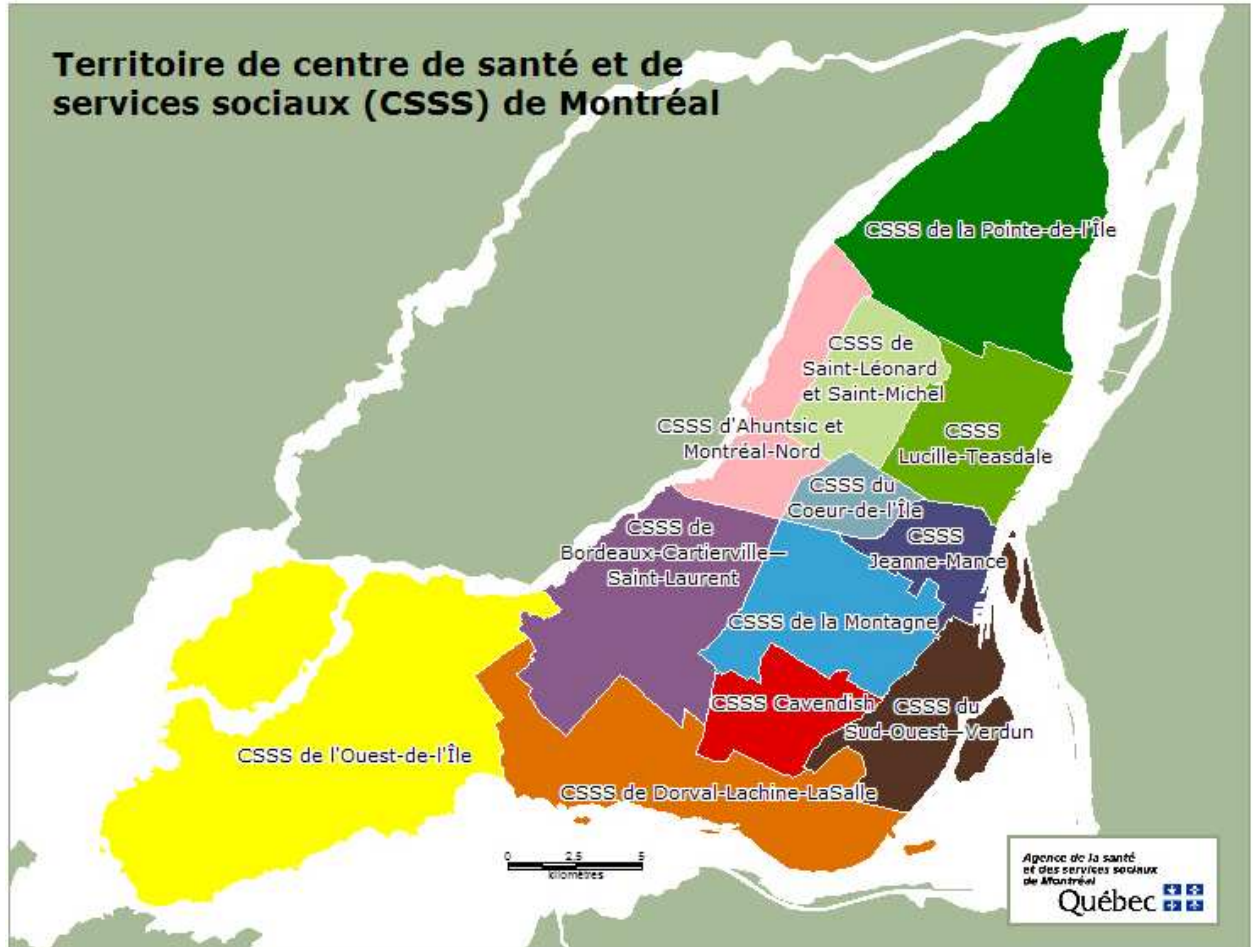 Territoire de centre de santé et de
services sociaux (CSSS) de Montréal
CSSS de la Pointe-de-l'Île
CSSS de
Saint-Léonard
et Saint-Michel
CSSS d'Ahuntsic et
Montréal-Nord
CSSS
Lucille-Teasdale
CSSS du
Coeur-de-l'Île
CSSS de
Bordeaux-Cartierville—
Saint-Laurent
CSSS
Jeanne-Mance
CSSS de la Montagne
CSSS Cavendish
CSSS du
Sud-Ouest—Verdun
CSSS de l'Ouest-de-l'Île
CSSS de Dorval-Lachine-LaSalle
0 2,5 5
kilomètres
Agence de la santé
et des services sociaux
de Montréal
Québec